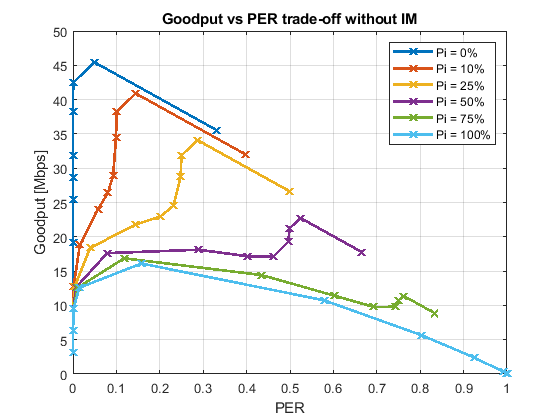 Goodput vs PER trade-off without IM
50
45
40
35
30
25
20
15
10
5
0
Goodput [Mbps]
0
0.1
0.2
0.3
0.4
0.5
0.6
0.7
0.8
0.9
1
PER
Pi = 0%
Pi = 10%
Pi = 25%
Pi = 50%
Pi = 75%
Pi = 100%